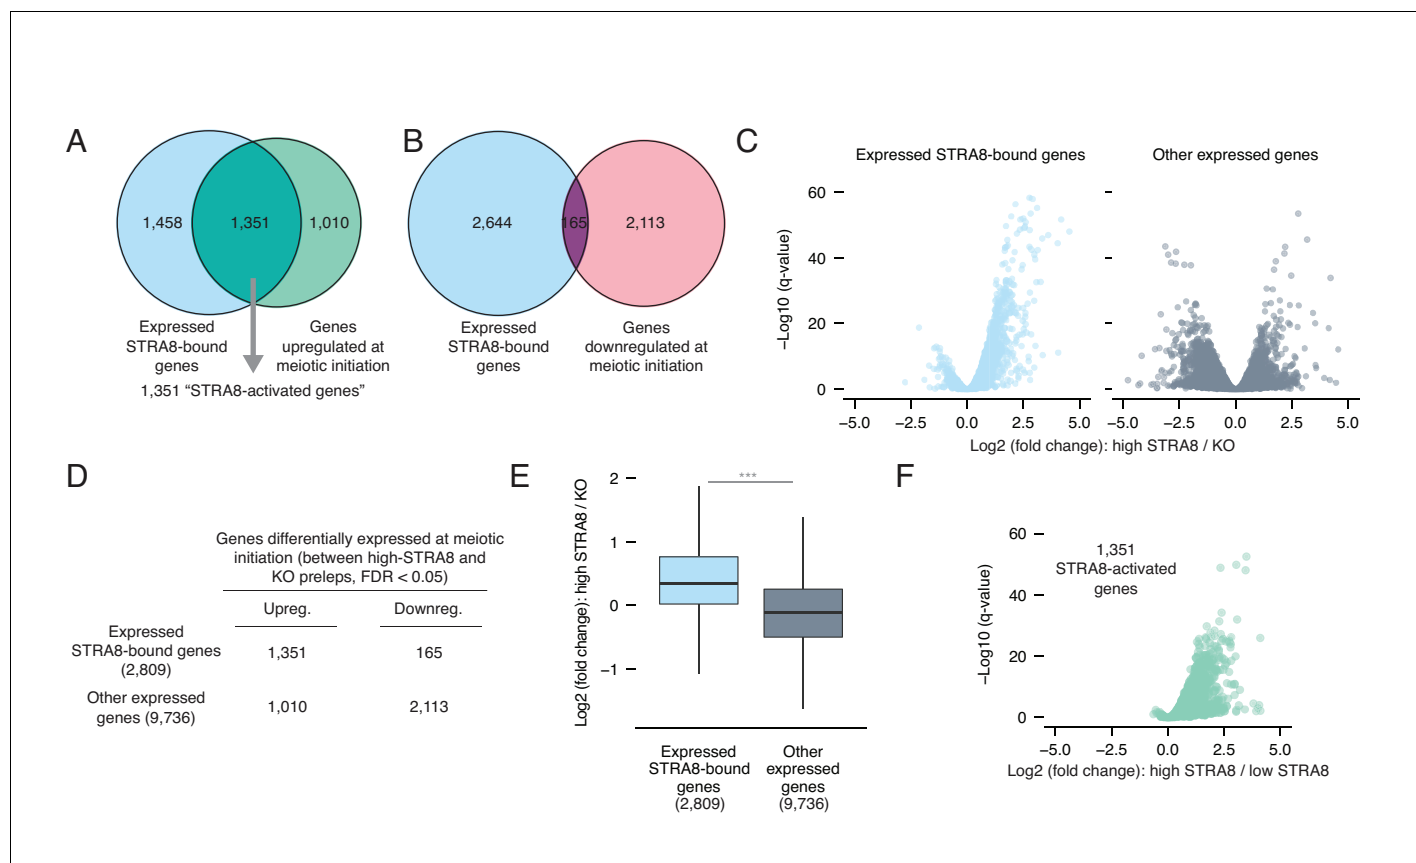 A
1,458
1,351
1,010
Expressed
STRA8-bound
genes
Genes
upregulated at
meiotic initiation
1,351 “STRA8-activated genes”
B
2,644
165
2,113
Expressed
STRA8-bound
genes
Genes
downregulated at
meiotic initiation
C
Expressed STRA8-bound genes
Other expressed genes
−Log10 (q-value)
60
40
20
0
−5.0 −2.5 0.0 2.5 5.0
−5.0 −2.5 0.0 2.5 5.0
Log2 (fold change): high STRA8 / KO
D
Genes differentially expressed at meiotic
initiation (between high-STRA8 and
KO preleps, FDR < 0.05)
Upreg. Downreg.
Expressed
STRA8-bound genes
(2,809)
1,351 165
Other expressed
genes (9,736)
1,010 2,113
E
Log2 (fold change): high STRA8 / KO
2
1
0
−1
***
Expressed
STRA8-bound
genes
(2,809)
Other
expressed
genes
(9,736)
F
−Log10 (q-value)
60
40
20
0
1,351
STRA8-activated
genes
−5.0 −2.5 0.0 2.5 5.0
Log2 (fold change): high STRA8 / low STRA8